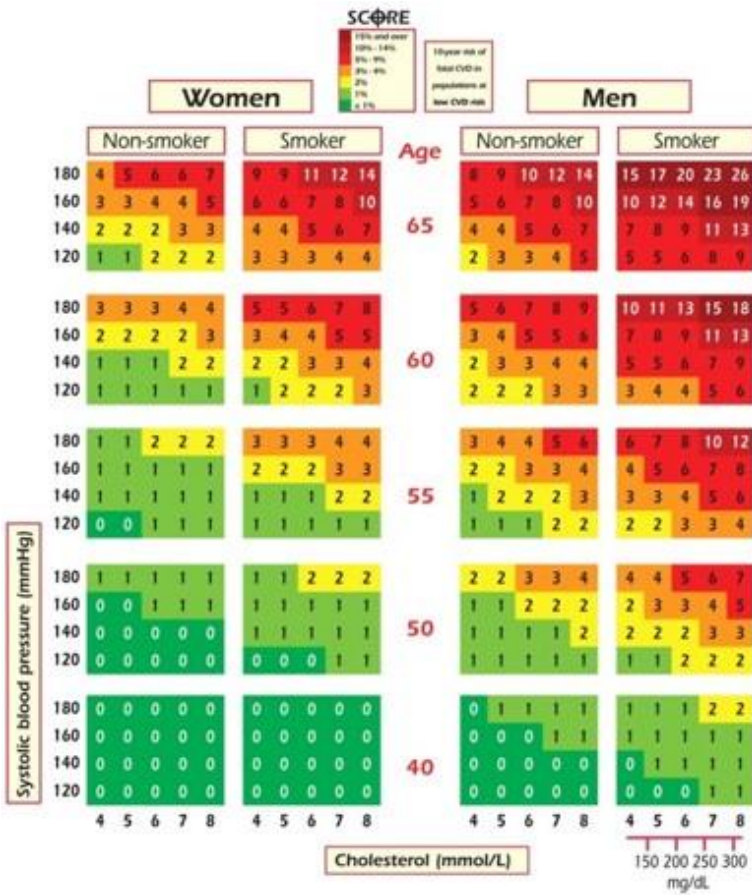 SCORE
15% and over
10% - 14%
5% - 9%
3% - 4%
2%
1%
< 1%
10-year risk of
fatal CVD in
populations at
low CVD risk
Women
Men
Non-smoker Smoker Age Non-smoker Smoker
180 4 5 6 6 7 9 9 11 12 14 8 9 10 12 14 15 17 20 23 26
160 3 3 4 4 5 6 6 7 8 10 5 6 7 8 10 10 12 14 16 19
65
140 2 2 2 3 3 4 4 5 6 7 4 4 5 6 7 7 8 9 11 13
120 1 1 2 2 2 3 3 3 4 4 2 3 3 4 5 5 5 6 8 9
180 3 3 3 4 4 5 5 6 7 8 5 6 7 8 9 10 11 13 15 18
160 2 2 2 2 3 3 4 4 5 5 3 4 5 5 6 7 8 9 11 13
60
140 1 1 1 2 2 2 2 3 3 4 2 3 3 4 4 5 5 6 7 9
120 1 1 1 1 1 1 2 2 2 3 2 2 2 3 3 3 4 4 5 6
180 1 1 2 2 2 3 3 3 4 4 3 4 4 5 6 6 7 8 10 12
160 1 1 1 1 1 2 2 2 3 3 2 2 3 3 4 4 5 6 7 8
55
140 1 1 1 1 1 1 1 1 2 2 1 2 2 2 3 3 3 4 5 6
120 0 0 1 1 1 1 1 1 1 1 1 1 1 2 2 2 2 3 3 4
180 1 1 1 1 1 1 1 2 2 2 2 2 3 3 4 4 4 5 6 7
160 0 0 1 1 1 1 1 1 1 1 1 1 2 2 2 2 3 3 4 5
50
140 0 0 0 0 0 1 1 1 1 1 1 1 1 1 2 2 2 2 3 3
120 0 0 0 0 0 0 0 0 1 1 1 1 1 1 1 1 1 2 2 2
180 0 0 0 0 0 0 0 0 0 0 0 1 1 1 1 1 1 1 2 2
160 0 0 0 0 0 0 0 0 0 0 0 0 0 1 1 1 1 1 1 1
40
140 0 0 0 0 0 0 0 0 0 0 0 0 0 0 0 0 1 1 1 1
120 0 0 0 0 0 0 0 0 0 0 0 0 0 0 0 0 0 0 1 1
4 5 6 7 8 4 5 6 7 8 4 5 6 7 8 4 5 6 7 8
Systolic blood pressure (mmHg)
Cholesterol (mmol/L)
150 200 250 300
mg/dL